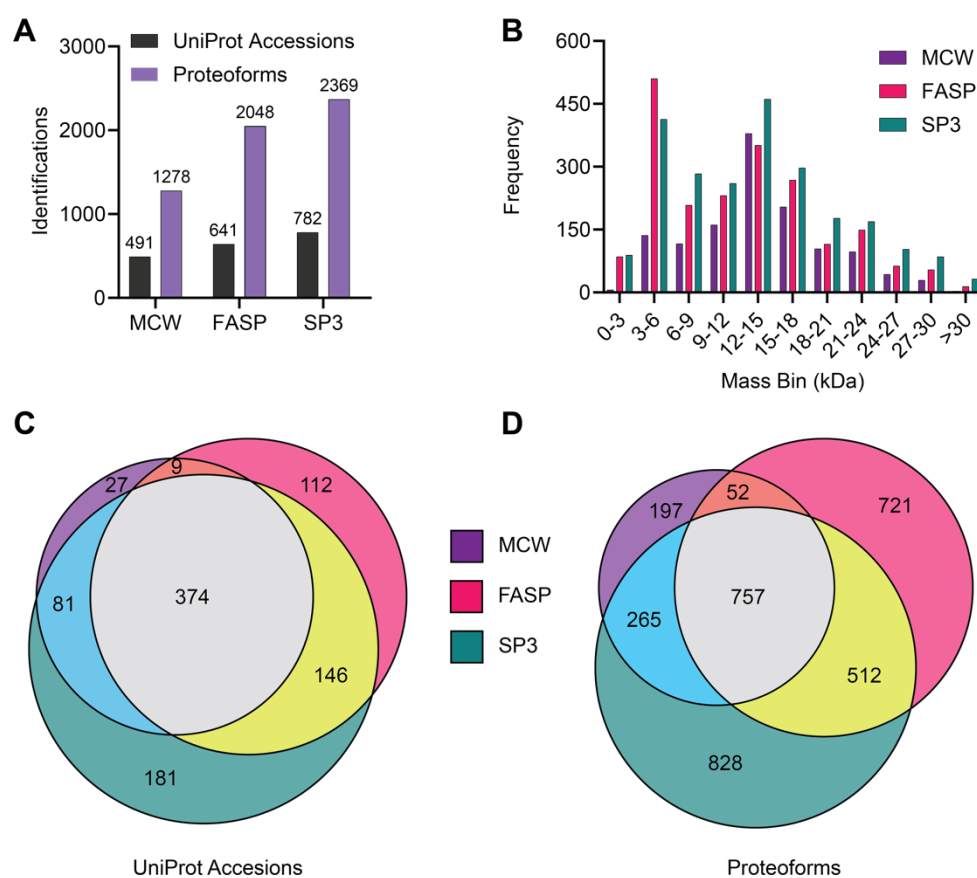 A
UniProt Accessions
Proteoforms
3000
2000
1000
0
Identifications
491
1278
641
2048
782
2369
MCW
FASP
SP3
B
600
450
300
150
0
Frequency
MCW
FASP
SP3
0-3
3-6
6-9
9-12
12-15
15-18
18-21
21-24
24-27
27-30
>30
Mass Bin (kDa)
C
27
9
112
81
374
146
181
UniProt Accesions
MCW
FASP
SP3
D
197
52
721
265
757
512
828
Proteoforms